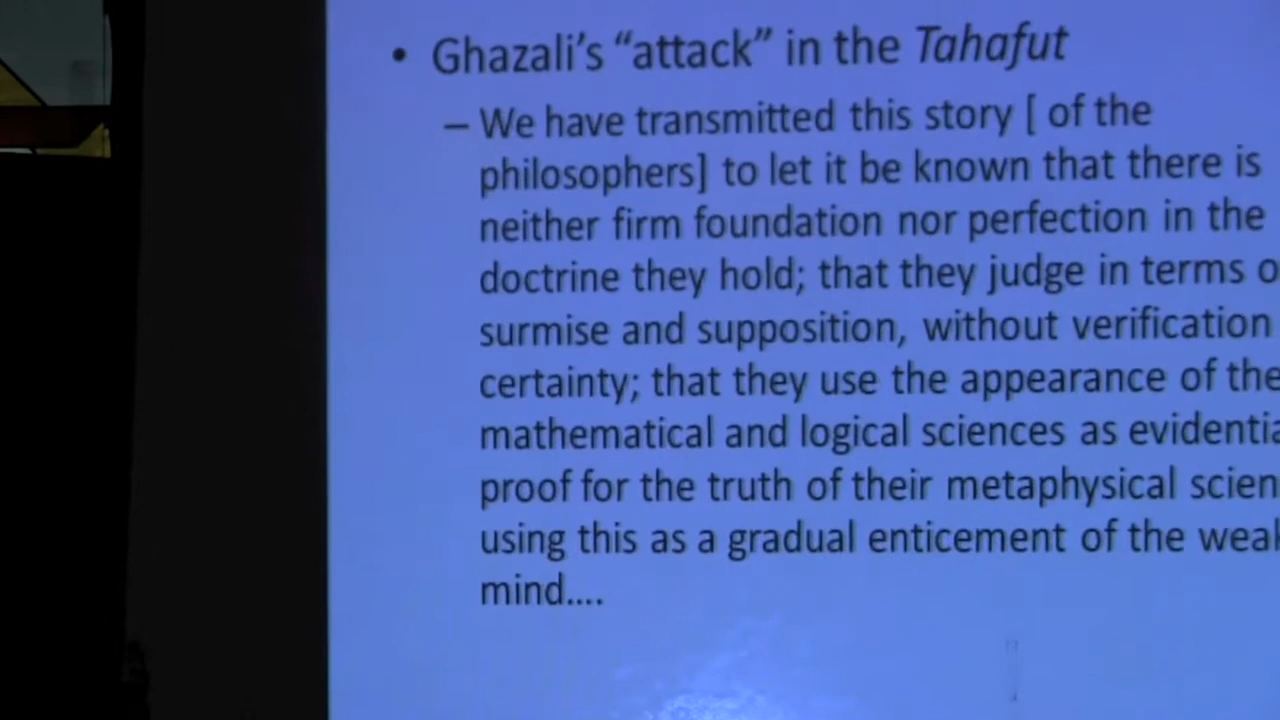 • Ghazali's “attack” in the Tahafut
– We have transmitted this story [ of the
philosophers] to let it be known that there is
neither firm foundation nor perfection in the
doctrine they hold; that they judge in terms
surmise and supposition, without verification
certainty; that they use the appearance of the
mathematical and logical sciences as
proof for the truth of their metaphysical
using this as a gradual enticement of the
mind....